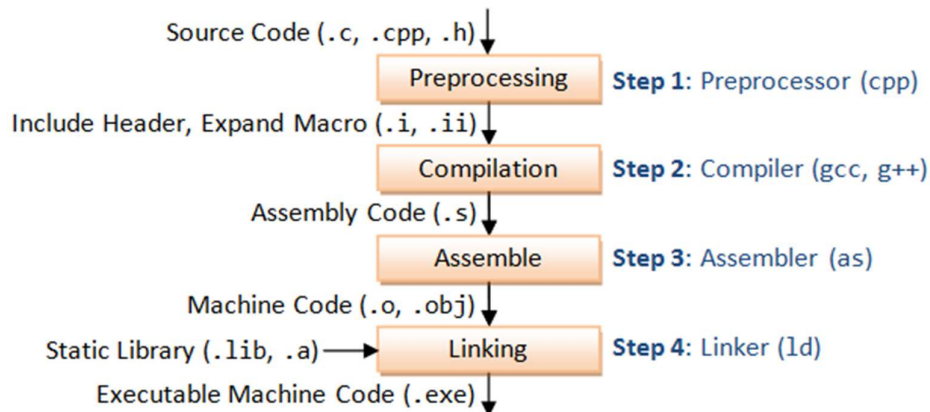 Source Code (.c, .cpp, .h)
Preprocessing
Step 1: Preprocessor (cpp)
Include Header, Expand Macro (.i, .ii)
Compilation
Step 2: Compiler (gcc, g++)
Assembly Code (.s)
Assemble
Step 3: Assembler (as)
Machine Code (.o, .obj)
Static Library (.lib, .a)
Linking
Step 4: Linker (ld)
Executable Machine Code (.exe)